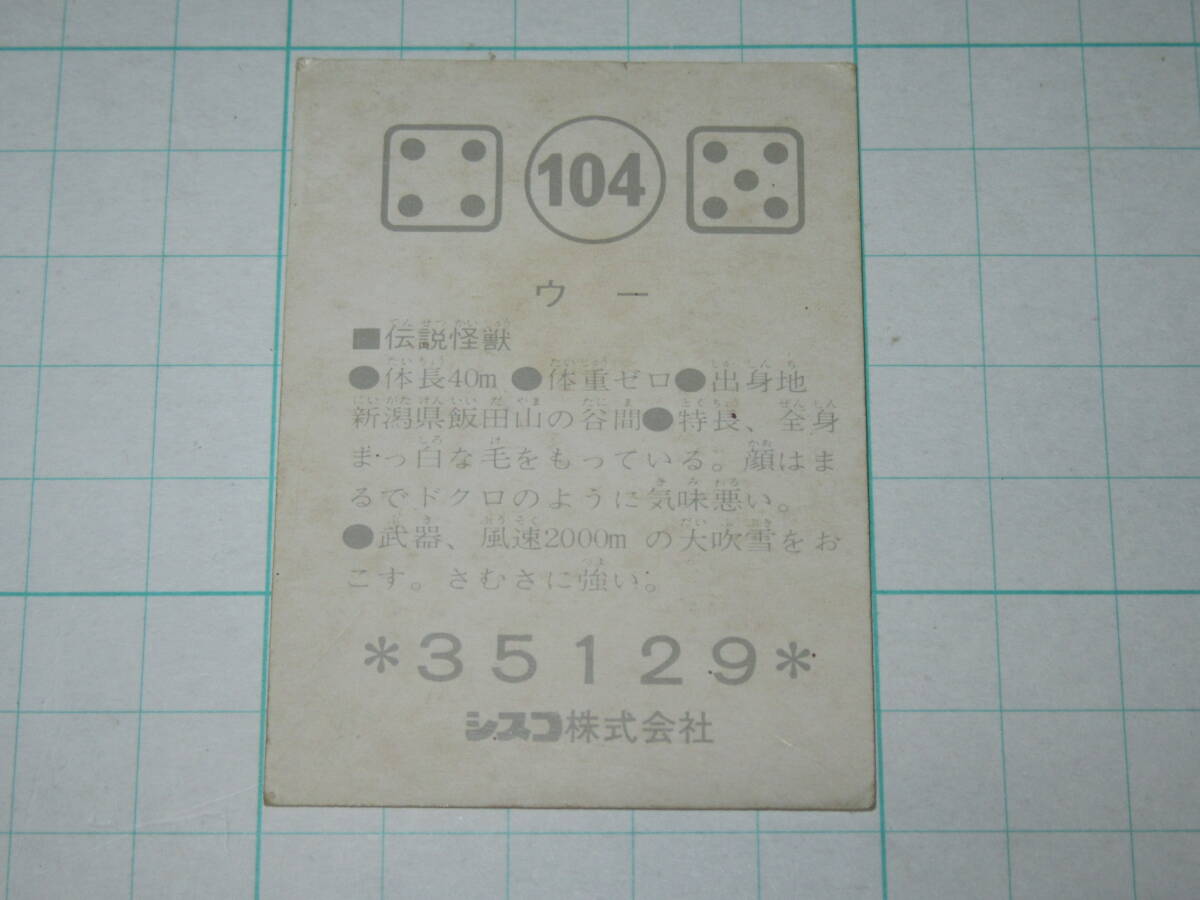 104
ウー
■伝説怪獣
●体長40m ●体重ゼロ●出身地
新潟県飯田山の谷間●特長、全身
まっ白な毛をもっている。顔はま
るでドクロのように気味悪い。
●武器、風速2000mの大吹雪をお
こす。さむさに強い。
*35129*
シスコ株式会社